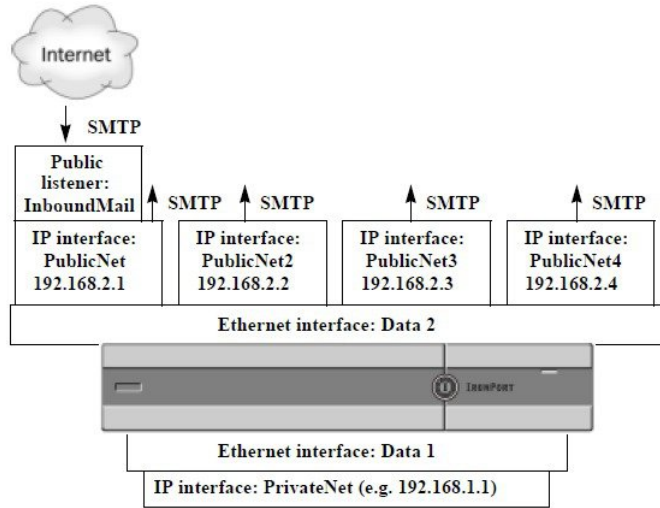 Internet
SMTP
Public
listener:
InboundMail
SMTP
SMTP
SMTP
SMTP
IP interface:
PublicNet
192.168.2.1
IP interface:
PublicNet2
192.168.2.2
IP interface:
PublicNet3
192.168.2.3
IP interface:
PublicNet4
192.168.2.4
Ethernet interface: Data 2
IRONPORT
Ethernet interface: Data 1
IP interface: PrivateNet (e.g. 192.168.1.1)